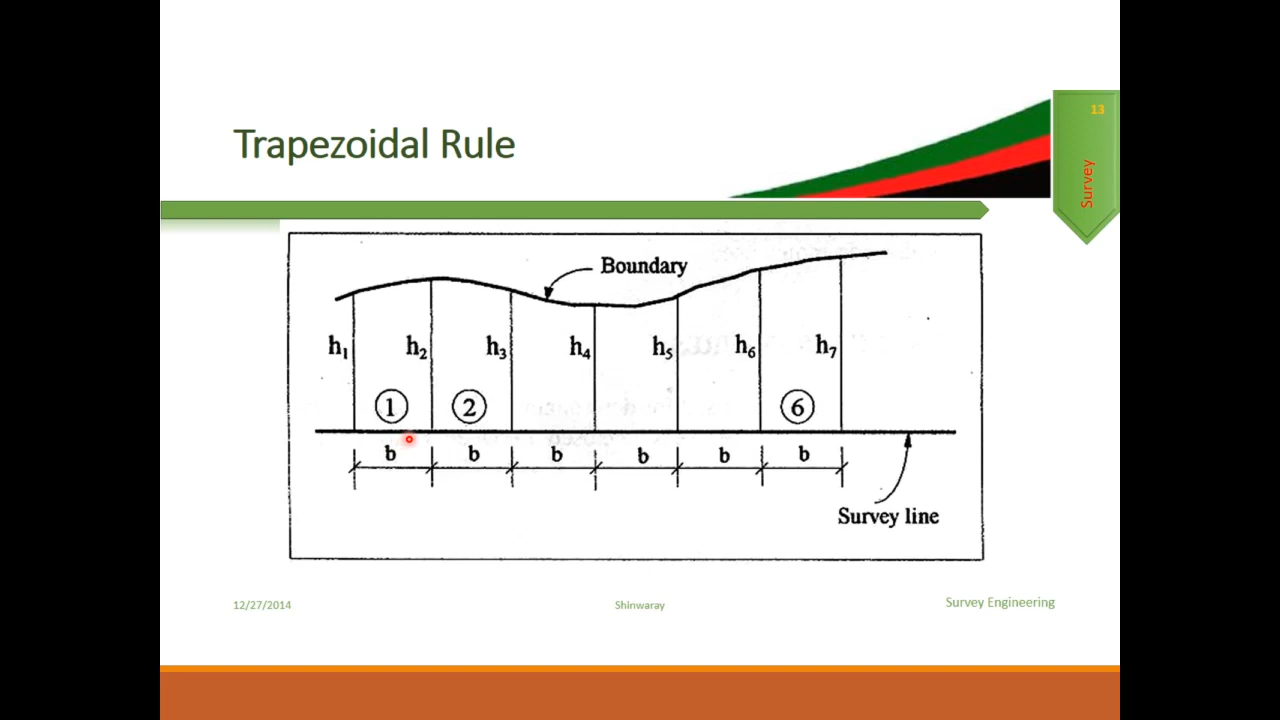 13
Survey
Trapezoidal Rule
Boundary
h₁ h₂ h₃ h₄ h₅ h₆ h₇
① ② ⑥
b b b b b b
Survey line
12/27/2014 Shinwaray Survey Engineering